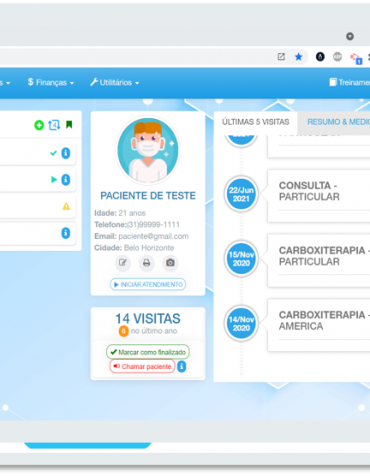 $ Finanças
Utilitários
ÚLTIMAS 5 VISITAS
RESUMO &
PACIENTE DE TESTE
Idade: 21 anos
Telefone:(31)99999-1111
Email: paciente@gmail.com
Cidade: Belo Horizonte
INICIAR ATENDIMENTO
14 VISITAS
6 no último ano
Marcar como finalizado
Chamar paciente
22/Jun
2021
CONSULTA -
PARTICULAR
15/Nov
2020
CARBOXITERAPIA -
PARTICULAR
14/Nov
2020
CARBOXITERAPIA -
AMERICA